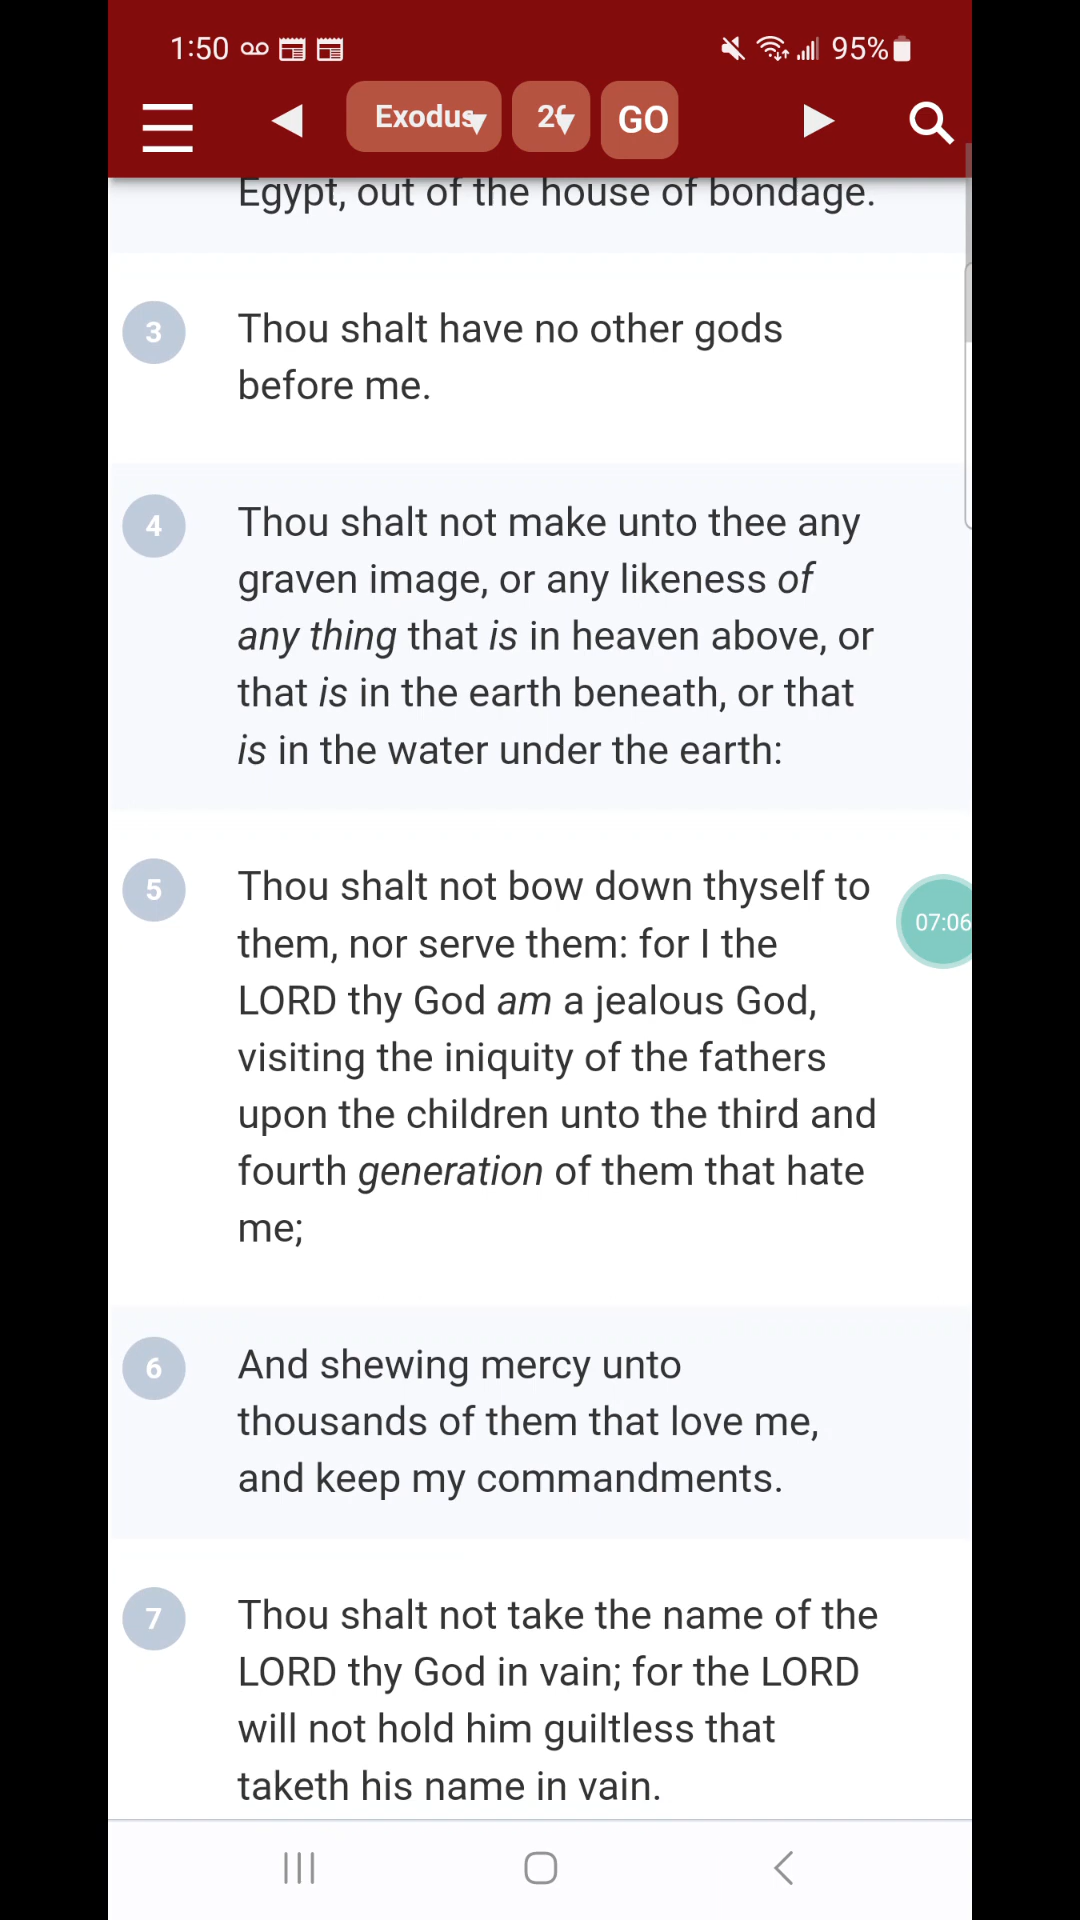 1:50
95%
Exodus
GO
Egypt, out of the house of bondage.
3
Thou shalt have no other gods
before me.
4
Thou shalt not make unto thee any
graven image, or any likeness of
any thing that is in heaven above, or
that is in the earth beneath, or that
is in the water under the earth:
5
Thou shalt not bow down thyself to
them, nor serve them: for I the
LORD thy God am a jealous God,
visiting the iniquity of the fathers
upon the children unto the third and
fourth generation of them that hate
me;
07:06
6
And shewing mercy unto
thousands of them that love me,
and keep my commandments.
7
Thou shalt not take the name of the
LORD thy God in vain; for the LORD
will not hold him guiltless that
taketh his name in vain.